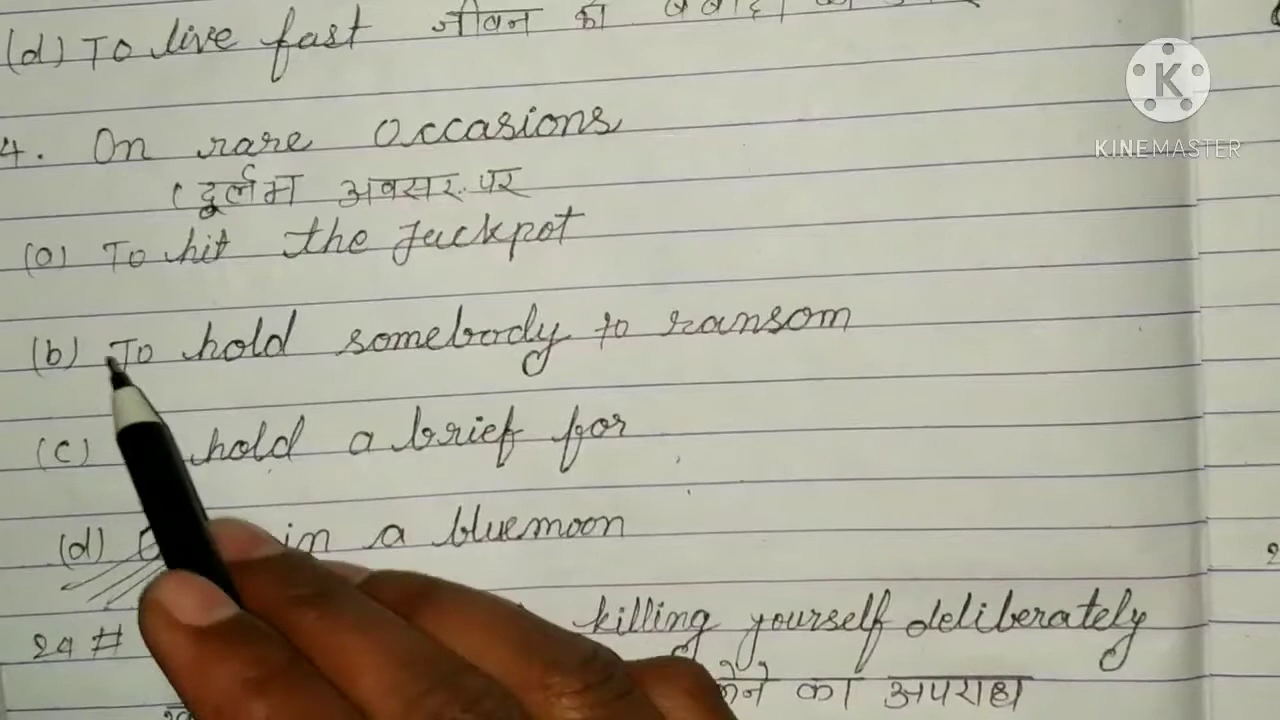 (d) To live fast जीवन को
4. On rare occasions
( दुर्लभ अवसर पर
(a) To hit the Jackpot
(b) To hold somebody to ransom
(c) hold a brief for
(d) in a bluemoon
24 # killing yourself deliberately
लेने का अपराध
KINEMASTER